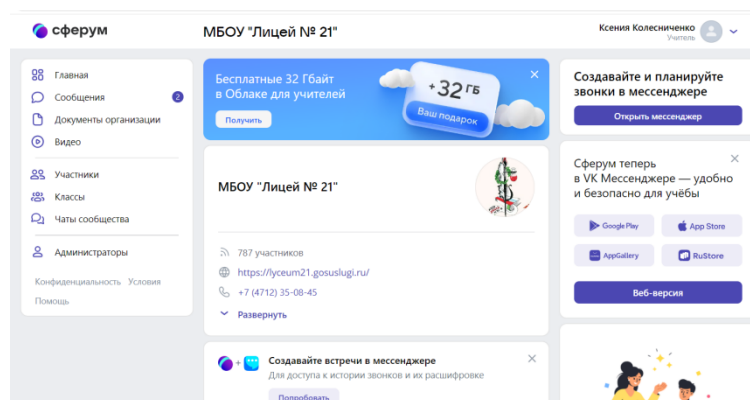 сферум
МБОУ "Лицей № 21"
Ксения Колесниченко
Учитель
Главная
Сообщения 2
Документы организации
Видео
Участники
Классы
Чаты сообщества
Администраторы
Конфиденциальность Условия
Помощь
Бесплатные 32 Гбайт
в Облаке для учителей
Получить
+32 ГБ
Ваш подарок
МБОУ "Лицей № 21"
787 участников
https://lyceum21.gosuslugi.ru/
+7 (4712) 35-08-45
Развернуть
Создавайте встречи в мессенджере
Для доступа к истории звонков и их расшифровке
Попробовать
Создавайте и планируйте
звонки в мессенджере
Открыть мессенджер
Сферум теперь
в VK Мессенджере — удобно
и безопасно для учёбы
Google Play
App Store
AppGallery
RuStore
Веб-версия